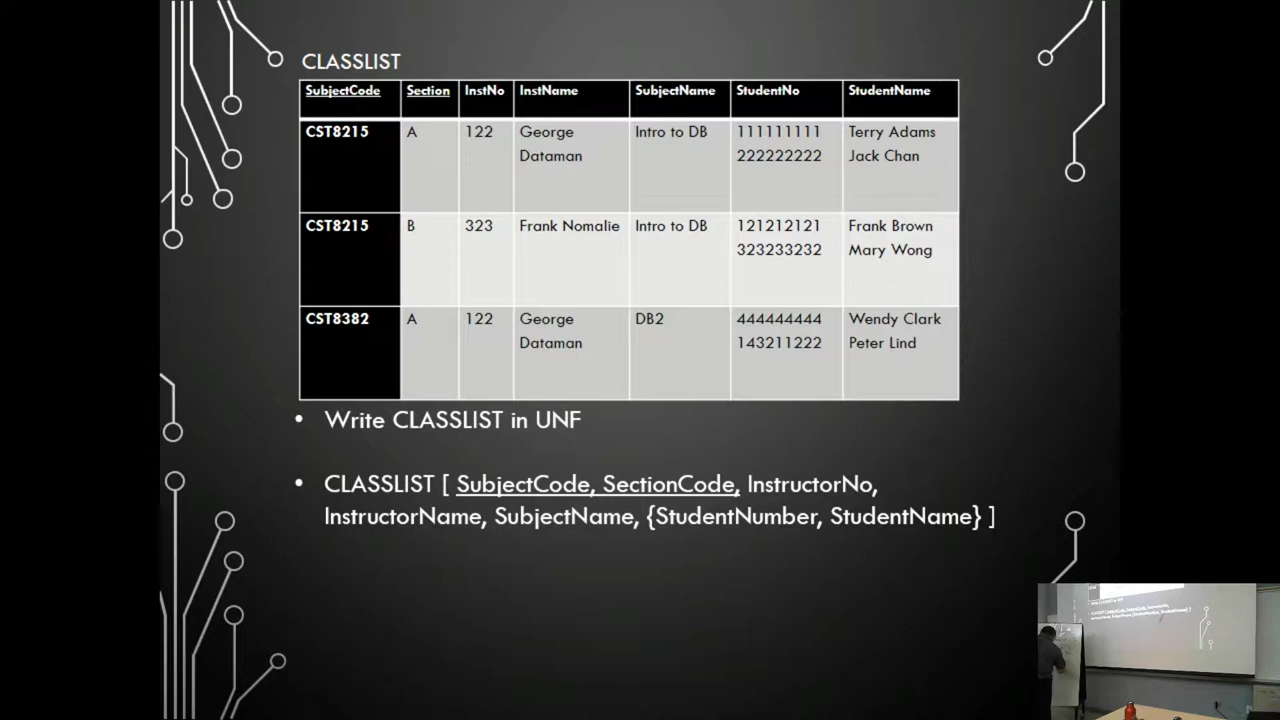 CLASSLIST
SubjectCode Section InstNo InstName SubjectName StudentNo StudentName
CST8215 A 122 George Dataman Intro to DB 111111111 222222222 Terry Adams Jack Chan
CST8215 B 323 Frank Nomalie Intro to DB 121212121 323233232 Frank Brown Mary Wong
CST8382 A 122 George Dataman DB2 444444444 143211222 Wendy Clark Peter Lind
• Write CLASSLIST in UNF
• CLASSLIST [ SubjectCode, SectionCode, InstructorNo,
InstructorName, SubjectName, {StudentNumber, StudentName} ]